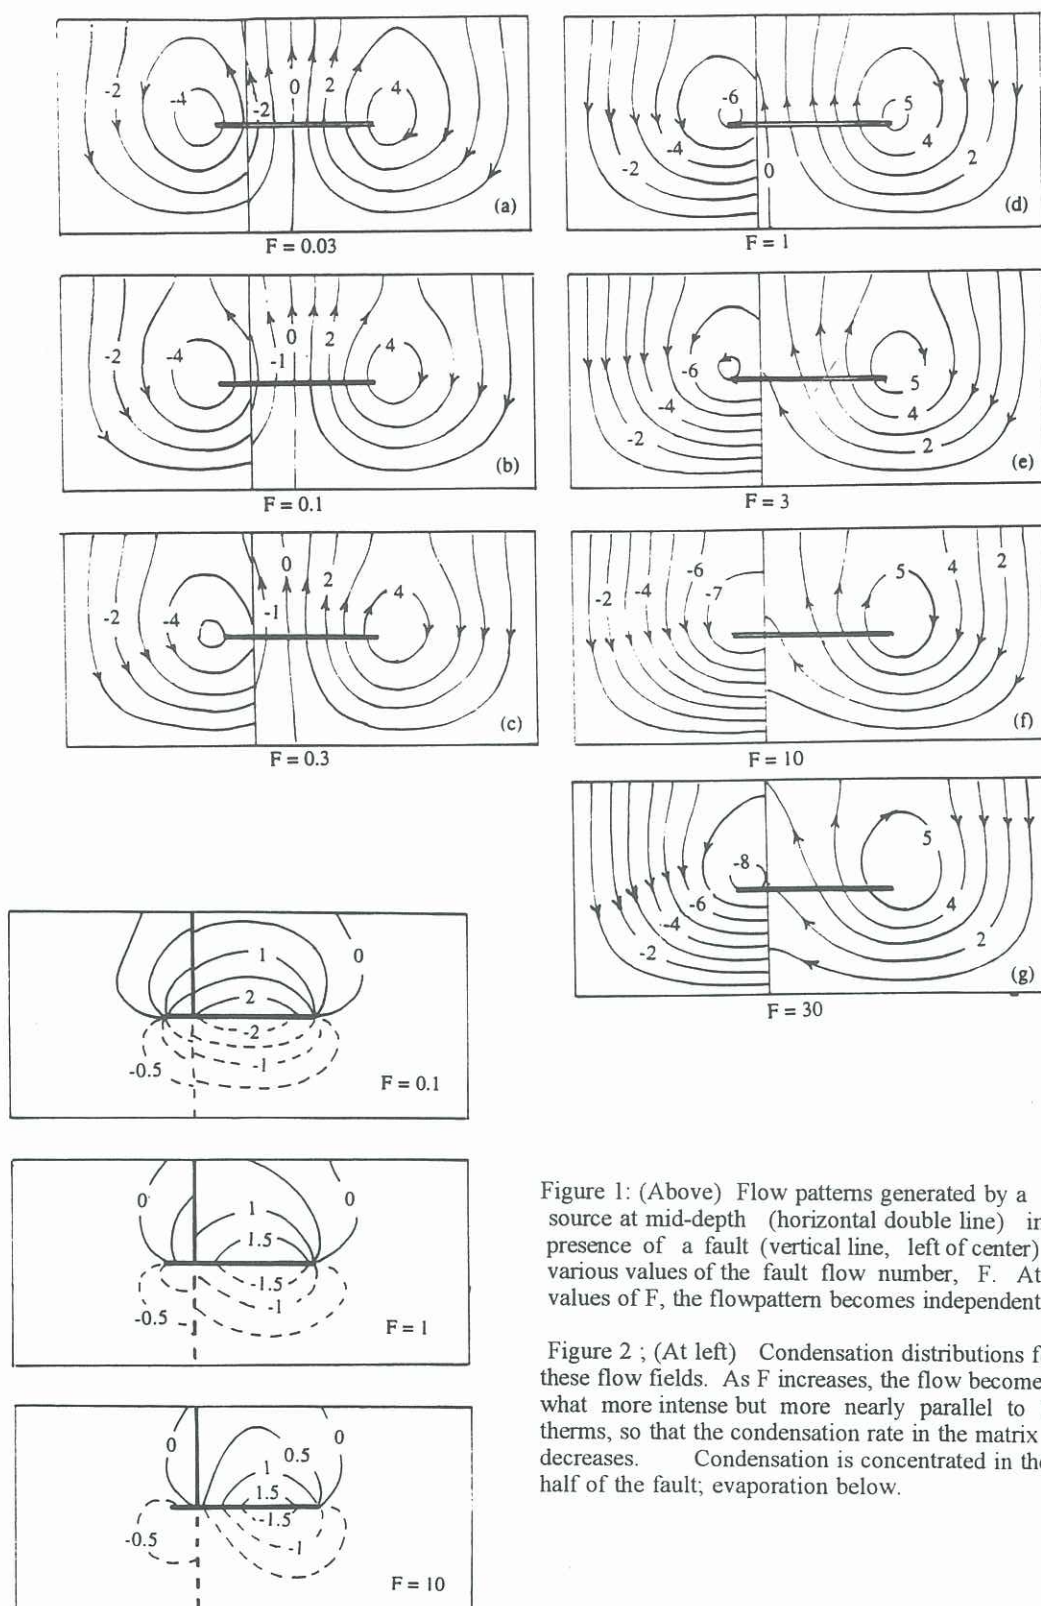 -2
-4
-2
0
2
4
(a)
F = 0.03
-2
-4
-1
0
2
4
(b)
F = 0.1
-2
-4
-1
0
2
4
(c)
F = 0.3
-6
5
-4
4
-2
2
0
(d)
F = 1
-6
5
-4
4
-2
2
(e)
F = 3
-2
-4
-6
-7
5
4
2
(f)
F = 10
-8
5
-6
4
-4
2
-2
(g)
F = 30
1
0
2
-2
-0.5
-1
F = 0.1
0
1
0
1.5
-1.5
-0.5
-1
F = 1
0
0.5
0
1
1.5
-1.5
-0.5
-1
F = 10
Figure 1: (Above) Flow patterns generated by a
source at mid-depth (horizontal double line) in
presence of a fault (vertical line, left of center)
various values of the fault flow number, F. At
values of F, the flowpattern becomes independent
Figure 2 ; (At left) Condensation distributions f
these flow fields. As F increases, the flow become
what more intense but more nearly parallel to
therms, so that the condensation rate in the matrix
decreases. Condensation is concentrated in the
half of the fault; evaporation below.